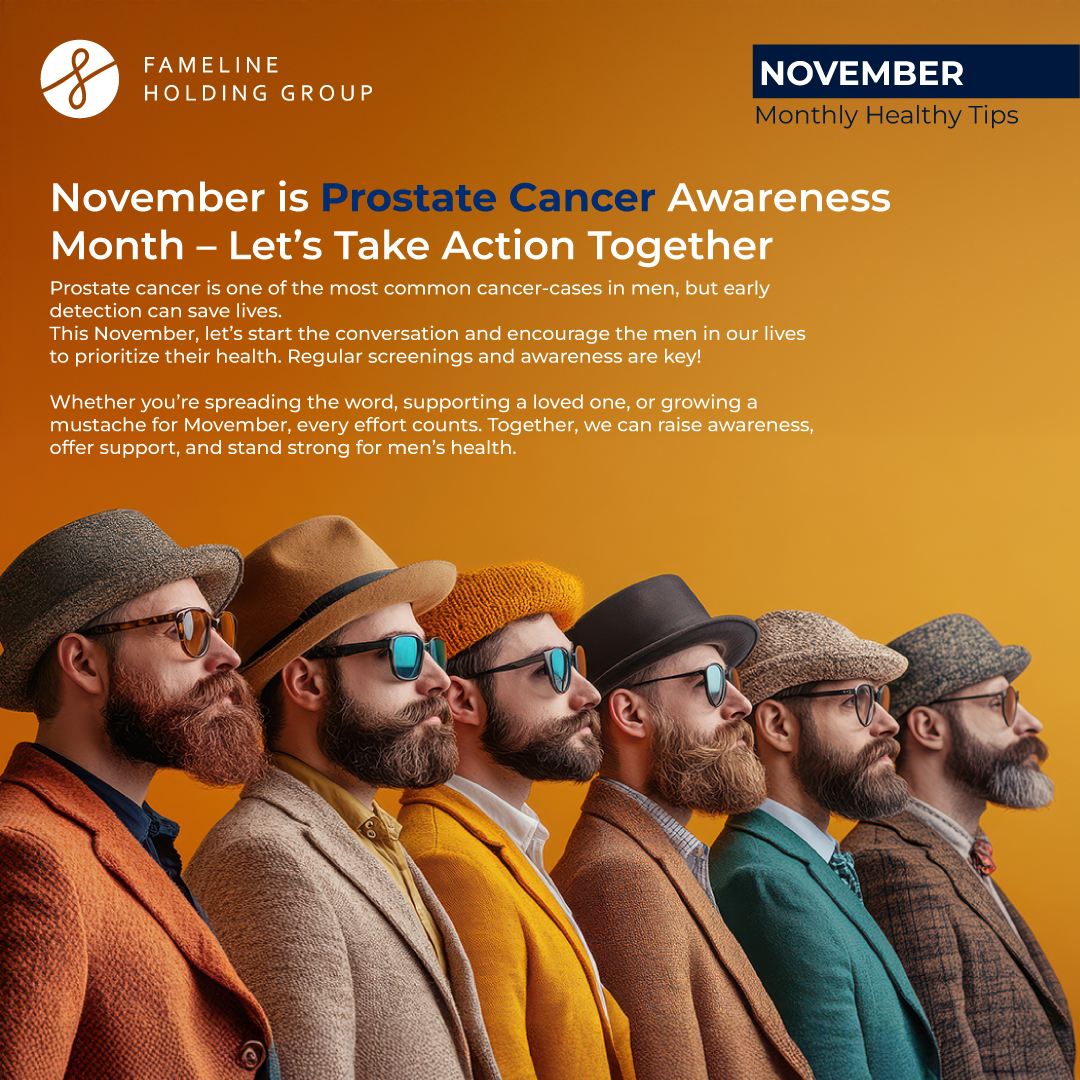 FAMELINE
HOLDING GROUP
NOVEMBER
Monthly Healthy Tips
November is Prostate Cancer Awareness
Month – Let’s Take Action Together
Prostate cancer is one of the most common cancer-cases in men, but early
detection can save lives.
This November, let’s start the conversation and encourage the men in our lives
to prioritize their health. Regular screenings and awareness are key!
Whether you’re spreading the word, supporting a loved one, or growing a
mustache for Movember, every effort counts. Together, we can raise awareness,
offer support, and stand strong for men’s health.